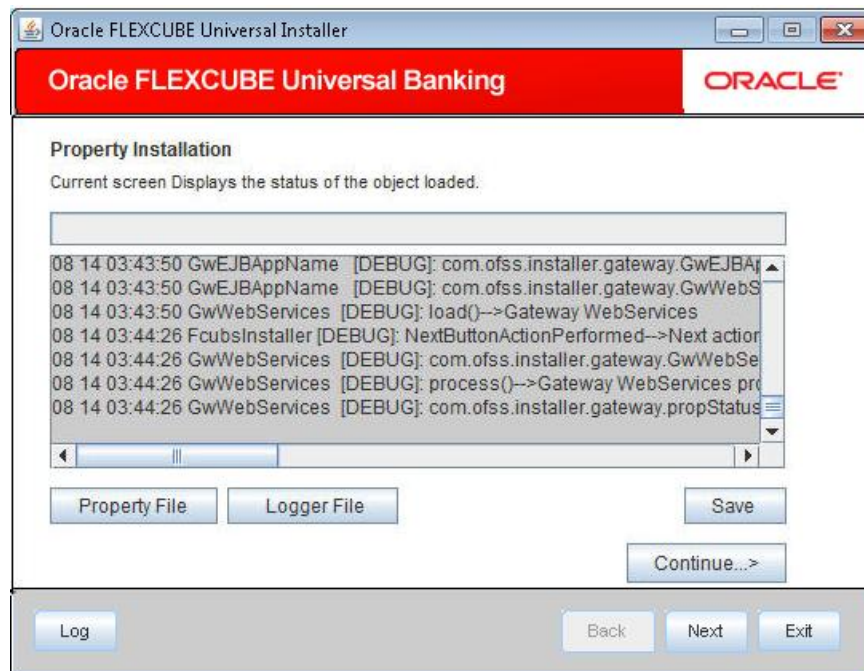 Oracle FLEXCUBE Universal Installer
Oracle FLEXCUBE Universal Banking
ORACLE
Property Installation
Current screen Displays the status of the object loaded.
08 14 03:43:50 GwEJBAppName [DEBUG]: com.ofss.installer.gateway.GwEJBAp
08 14 03:43:50 GwEJBAppName [DEBUG]: com.ofss.installer.gateway.GwWebS
08 14 03:43:50 GwWebServices [DEBUG]: load()-->Gateway WebServices
08 14 03:44:26 FcubsInstaller [DEBUG]: NextButtonActionPerformed-->Next action
08 14 03:44:26 GwWebServices [DEBUG]: com.ofss.installer.gateway.GwWebSe
08 14 03:44:26 GwWebServices [DEBUG]: process()-->Gateway WebServices pro
08 14 03:44:26 GwWebServices [DEBUG]: com.ofss.installer.gateway.propStatus
Property File Logger File Save
Continue...>
Log Back Next Exit